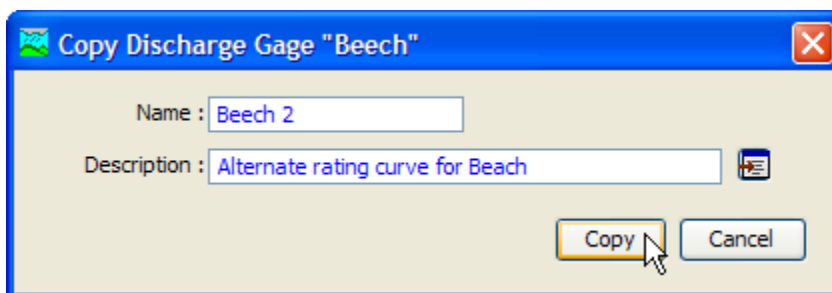 Copy Discharge Gage "Beech"
Name : Beech 2
Description : Alternate rating curve for Beach
Copy Cancel